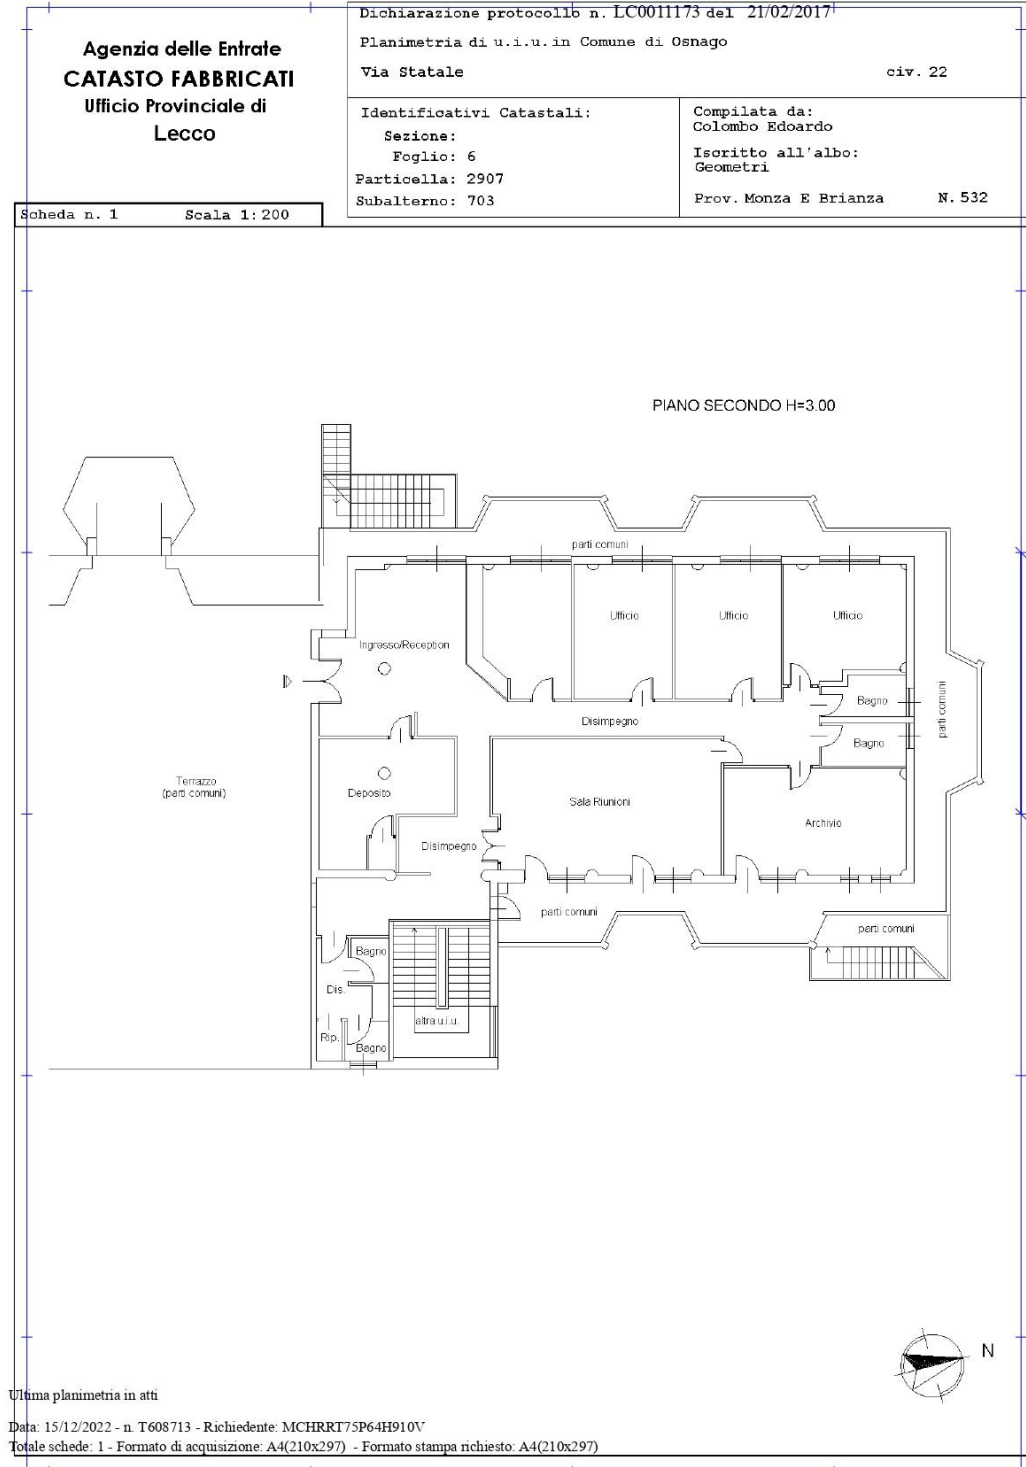 Agenzia delle Entrate
CATASTO FABBRICATI
Ufficio Provinciale di
Lecco
Dichiarazione protocollo n. LC0011173 del 21/02/2017
Planimetria di u.i.u. in Comune di Osnago
Via Statale civ. 22
Identificativi Catastali:
Sezione:
Foglio: 6
Particella: 2907
Subalterno: 703
Compilata da:
Colombo Edoardo
Iscritto all'albo:
Geometri
Prov. Monza E Brianza N. 532
Scheda n. 1 Scala 1:200
PIANO SECONDO H=3.00
parti comuni
Ufficio
Ufficio
Ufficio
Ingresso/Reception
Bagno
parti comuni
Disimpegno
Bagno
Terrazzo
(parti comuni)
Deposito
Sala Riunioni
Archivio
Disimpegno
parti comuni
parti comuni
Bagno
Dis.
altra u.i.u.
Rip.
Bagno
N
Ultima planimetria in atti
Data: 15/12/2022 - n. T608713 - Richiedente: MCHRRT75P64H910V
Totale schede: 1 - Formato di acquisizione: A4(210x297) - Formato stampa richiesto: A4(210x297)